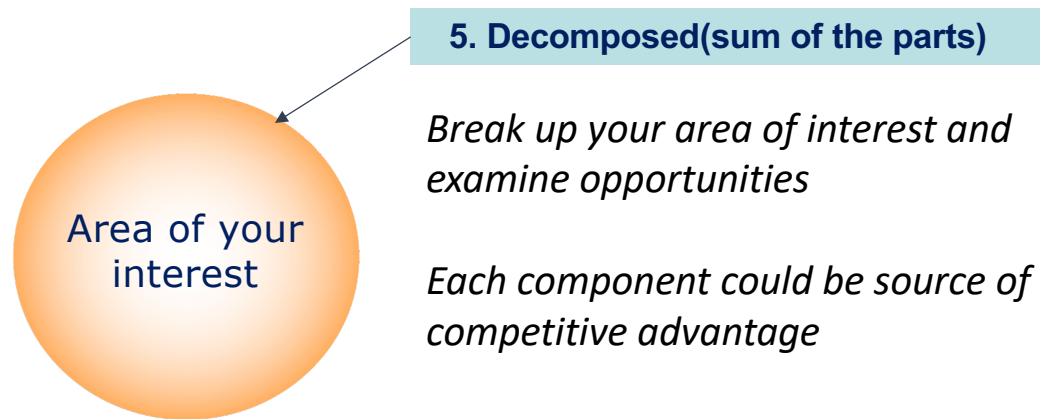 5. Decomposed(sum of the parts)
Break up your area of interest and
examine opportunities
Area of your
interest
Each component could be source of
competitive advantage